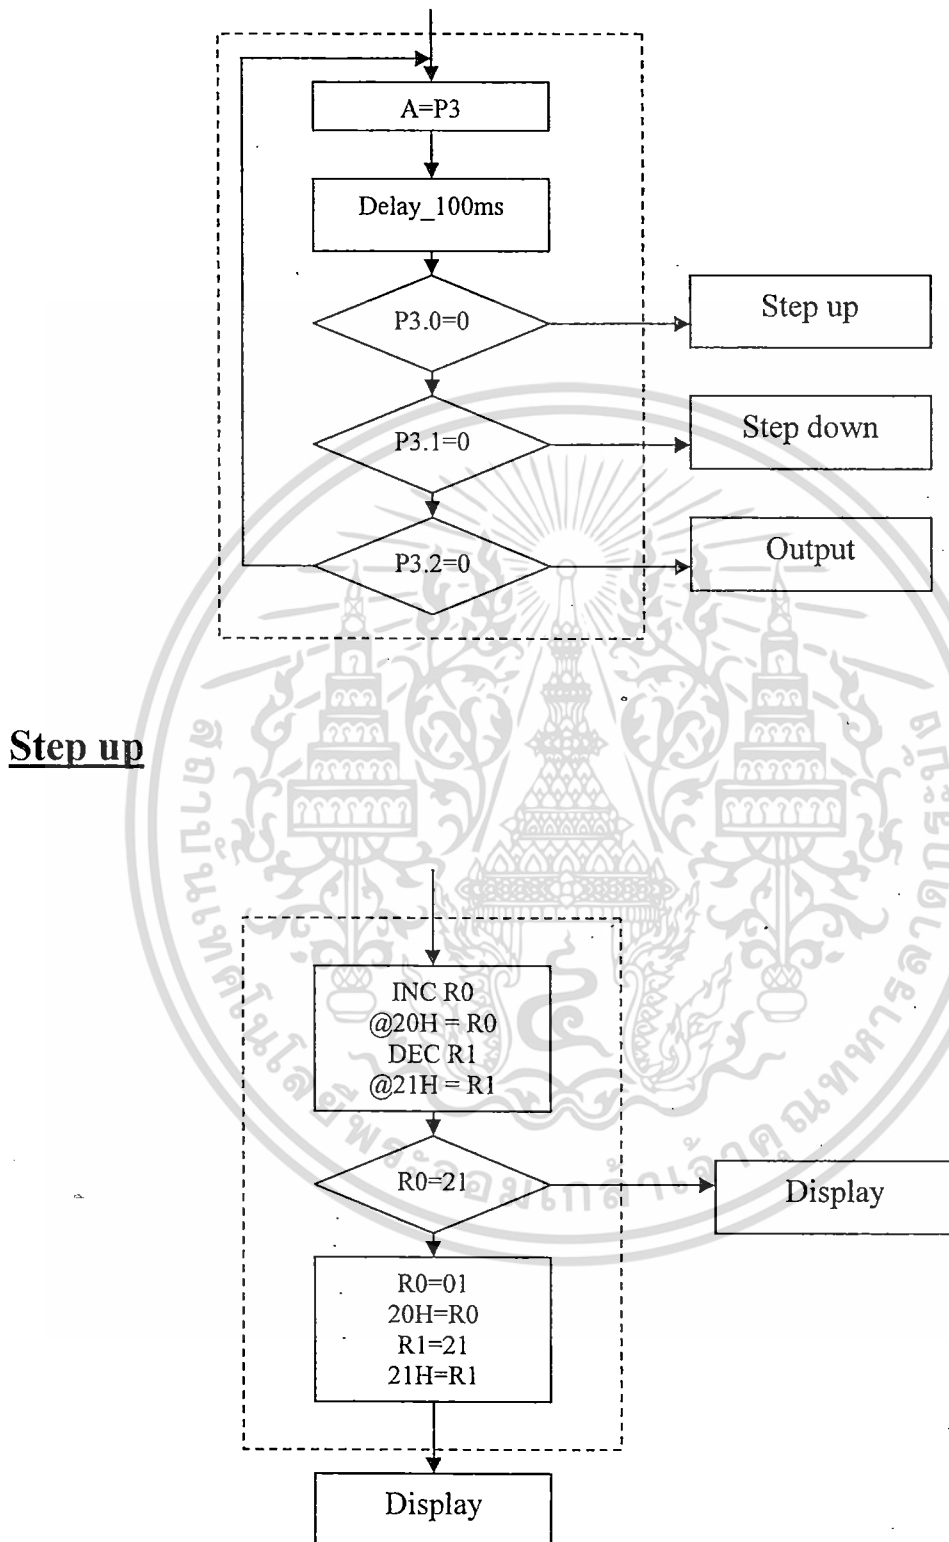 A=P3
Delay_100ms
P3.0=0
Step up
P3.1=0
Step down
P3.2=0
Output
Step up
INC R0
@20H = R0
DEC R1
@21H = R1
R0=21
Display
R0=01
20H=R0
R1=21
21H=R1
Display